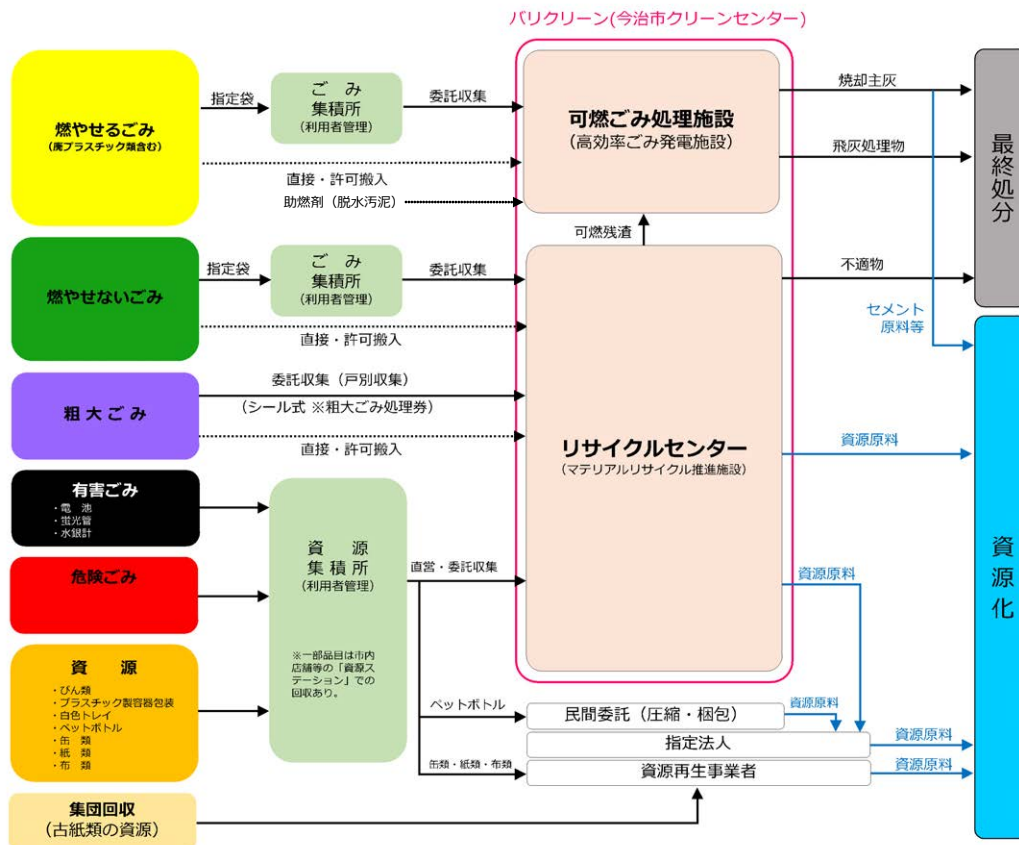 バリクリーン(今治市クリーンセンター)
燃やせるごみ
(廃プラスチック類含む)
指定袋
ごみ
集積所
(利用者管理)
委託収集
直接・許可搬入
助燃剤（脱水汚泥）
可燃ごみ処理施設
(高効率ごみ発電施設)
焼却主灰
飛灰処理物
最終処分
可燃残渣
燃やせないごみ
指定袋
ごみ
集積所
(利用者管理)
委託収集
直接・許可搬入
不適物
セメント
原料等
粗大ごみ
委託収集（戸別収集）
(シール式 ※粗大ごみ処理券)
直接・許可搬入
リサイクルセンター
(マテリアルリサイクル推進施設)
資源原料
有害ごみ
・電　池
・蛍光管
・水銀計
危険ごみ
資　源
集積所
(利用者管理)
※一部品目は市内
店舗等の「資源ス
テーション」での
回収あり。
直営・委託収集
資源原料
資源化
資　源
・びん類
・プラスチック製容器包装
・白色トレイ
・ペットボトル
・缶　類
・紙　類
・布　類
ペットボトル
民間委託（圧縮・梱包）
資源原料
指定法人
資源原料
缶類・紙類・布類
資源再生事業者
資源原料
集団回収
(古紙類の資源)